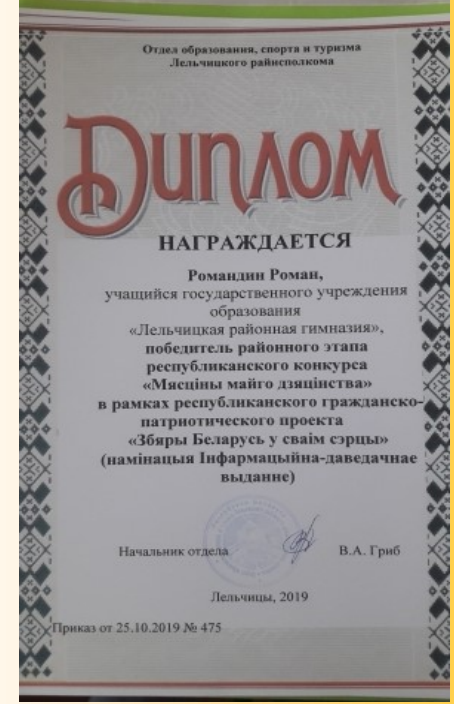 Отдел образования, спорта и туризма
Лельчицкого райисполкома
Диплом
НАГРАЖДАЕТСЯ
Романдин Роман,
учащийся государственного учреждения
образования
«Лельчицкая районная гимназия»,
победитель районного этапа
республиканского конкурса
«Мясціны майго дзяцінства»
в рамках республиканского гражданско-
патриотического проекта
«Збяры Беларусь у сваім сэрцы»
(намінацыя Інфармацыйна-даведачнае
выданне)
Начальник отдела
В.А. Гриб
Лельчицы, 2019
Приказ от 25.10.2019 № 475